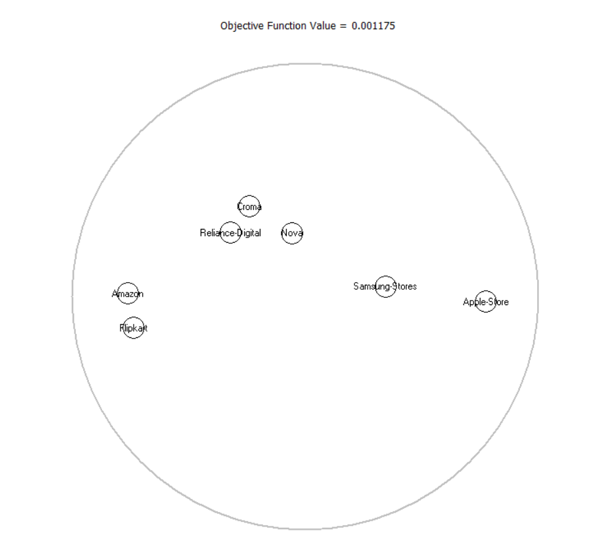 Objective Function Value = 0.001175
Croma
Reliance-Digital
Nova
Samsung-Stores
Amazon
Apple-Store
Flipkart